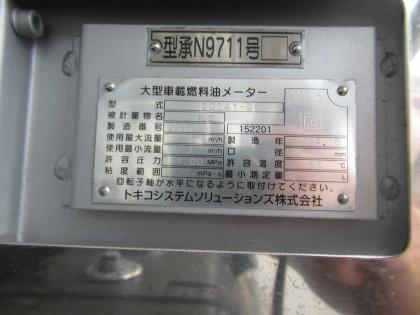 型承N9711号
大型車載燃料油メーター
型式
被計量物名
製造番号 152201
使用最大流量 m³/h 製造年
使用最小流量 m³/h 口径
許容圧力 MPa 許容温度 ℃
粘度範囲 mPa・s 最小測定量 L
回転子軸が水平になるように取付けてください。
トキコシステムソリューションズ株式会社